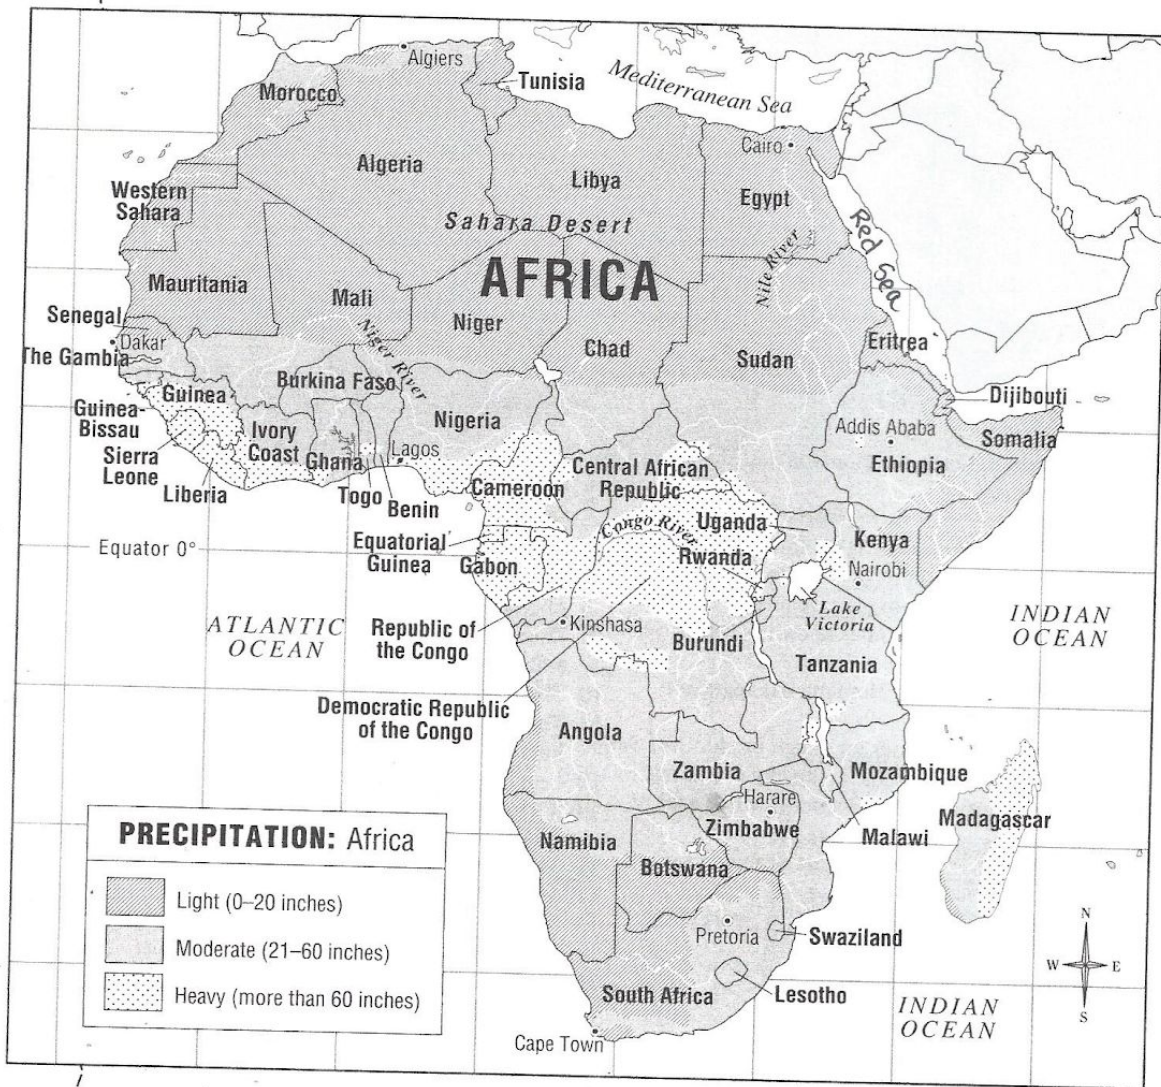 Algiers
Tunisia
Mediterranean Sea
Morocco
Cairo
Algeria
Libya
Egypt
Western
Sahara
Sahara Desert
Red Sea
AFRICA
Nile River
Mauritania
Mali
Niger
Chad
Sudan
Eritrea
Senegal
Dakar
The Gambia
Niger River
Burkina Faso
Guinea
Nigeria
Dijibouti
Guinea-
Bissau
Ivory
Coast
Ghana
Lagos
Addis Ababa
Ethiopia
Somalia
Sierra
Leone
Liberia
Togo
Benin
Cameroon
Central African
Republic
Congo River
Uganda
Kenya
Rwanda
Nairobi
Equator 0°
Equatorial
Guinea
Gabon
ATLANTIC
OCEAN
Republic of
the Congo
Kinshasa
Burundi
Lake
Victoria
Tanzania
INDIAN
OCEAN
Democratic Republic
of the Congo
Angola
Zambia
Mozambique
Harare
Zimbabwe
Malawi
Madagascar
Namibia
Botswana
Pretoria
Swaziland
South Africa
Lesotho
Cape Town
INDIAN
OCEAN
N
W
E
S
PRECIPITATION: Africa
Light (0–20 inches)
Moderate (21–60 inches)
Heavy (more than 60 inches)